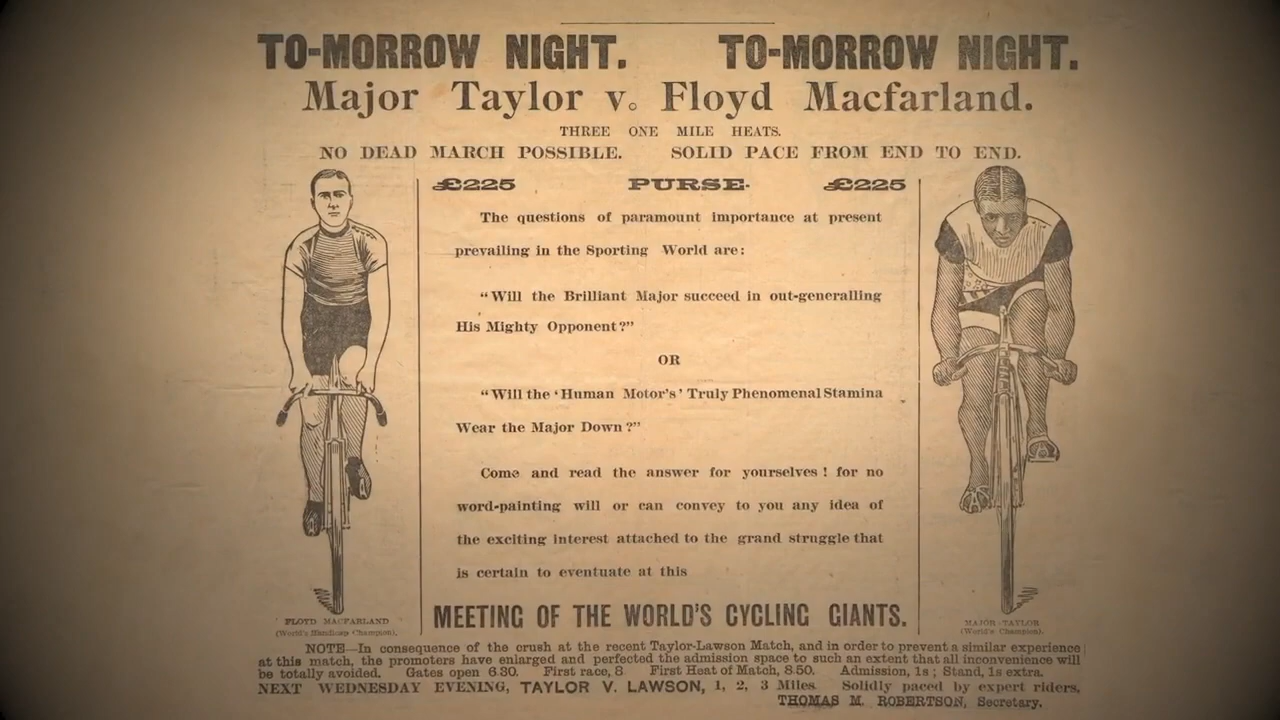 TO-MORROW NIGHT. TO-MORROW NIGHT.
Major Taylor v. Floyd Macfarland.
THREE ONE MILE HEATS.
NO DEAD MARCH POSSIBLE. SOLID PACE FROM END TO END.
£225 PURSE. £225
The questions of paramount importance at present
prevailing in the Sporting World are:
"Will the Brilliant Major succeed in out-generalling
His Mighty Opponent?"
OR
"Will the 'Human Motor's' Truly Phenomenal Stamina
Wear the Major Down?"
Come and read the answer for yourselves! for no
word-painting will or can convey to you any idea of
the exciting interest attached to the grand struggle that
is certain to eventuate at this
MEETING OF THE WORLD'S CYCLING GIANTS.
FLOYD MACFARLAND
(World's Handicap Champion).
MAJOR TAYLOR
(World's Champion).
NOTE—In consequence of the crush at the recent Taylor-Lawson Match, and in order to prevent a similar experience
at this match, the promoters have enlarged and perfected the admission space to such an extent that all inconvenience will
be totally avoided. Gates open 6.30. First race, 8. First Heat of Match, 8.50. Admission, 1s; Stand, 1s extra.
NEXT WEDNESDAY EVENING, TAYLOR V. LAWSON, 1, 2, 3 Miles. Solidly paced by expert riders,
THOMAS M. ROBERTSON, Secretary.